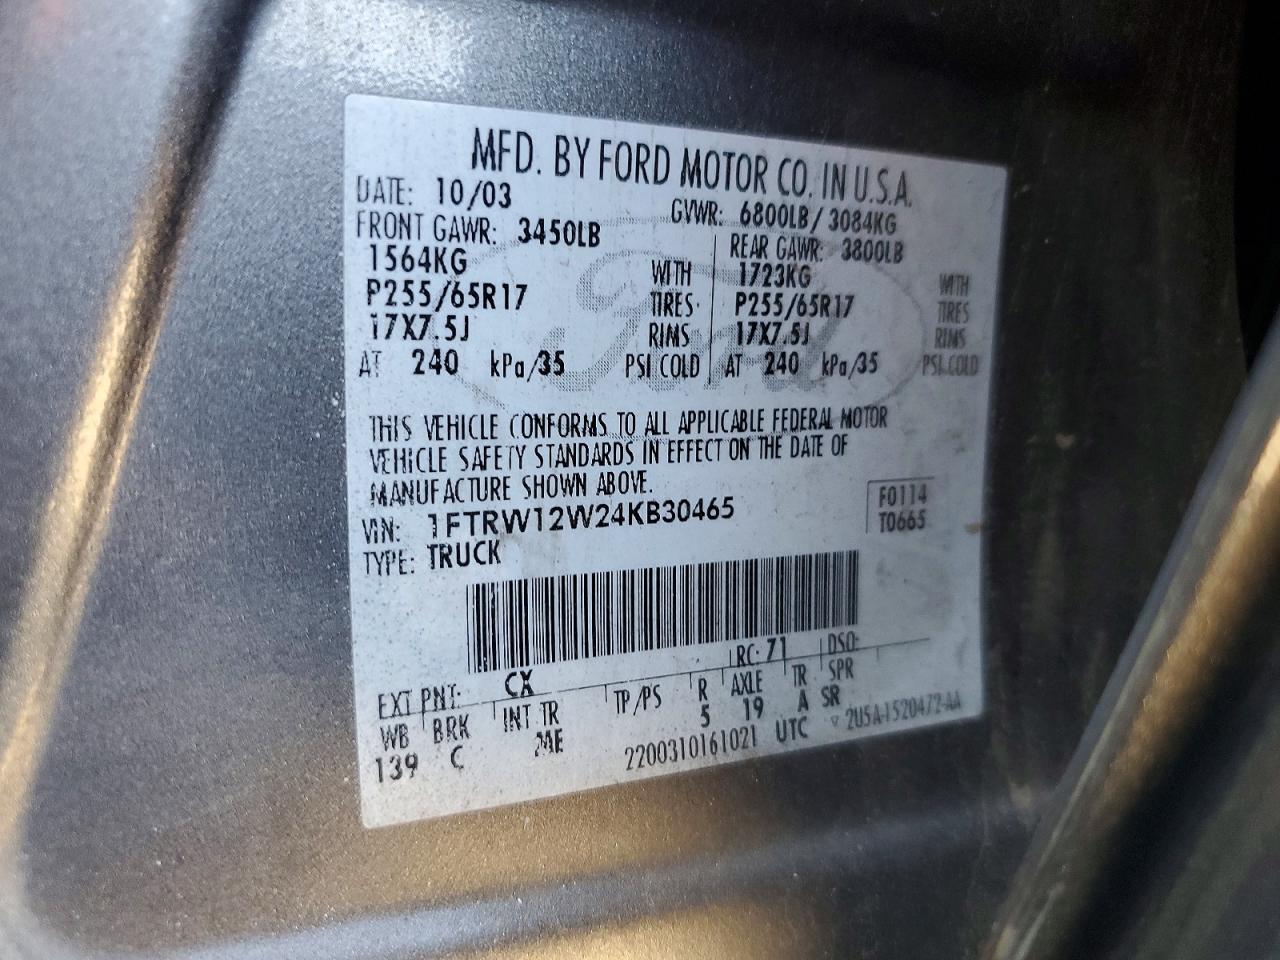 MFD. BY FORD MOTOR CO. IN U.S.A.
DATE: 10/03 GVWR: 6800LB/3084KG
FRONT GAWR: 3450LB REAR GAWR: 3800LB
1564KG WITH 1723KG WITH
P255/65R17 TIRES P255/65R17 TIRES
17X7.5J RIMS 17X7.5J RIMS
AT 240 kPa/35 PSI COLD AT 240 kPa/35 PSI COLD
Ford
THIS VEHICLE CONFORMS TO ALL APPLICABLE FEDERAL MOTOR
VEHICLE SAFETY STANDARDS IN EFFECT ON THE DATE OF
MANUFACTURE SHOWN ABOVE.
F0114
VIN: 1FTRW12W24KB30465 T0665
TYPE: TRUCK
EXT PNT: CX RC: 71 DSO:
WB BRK INT TR TP/PS R AXLE TR SPR
139 C ME 5 19 A SR
2200310161021 UTC 2U5A-1520472-AA